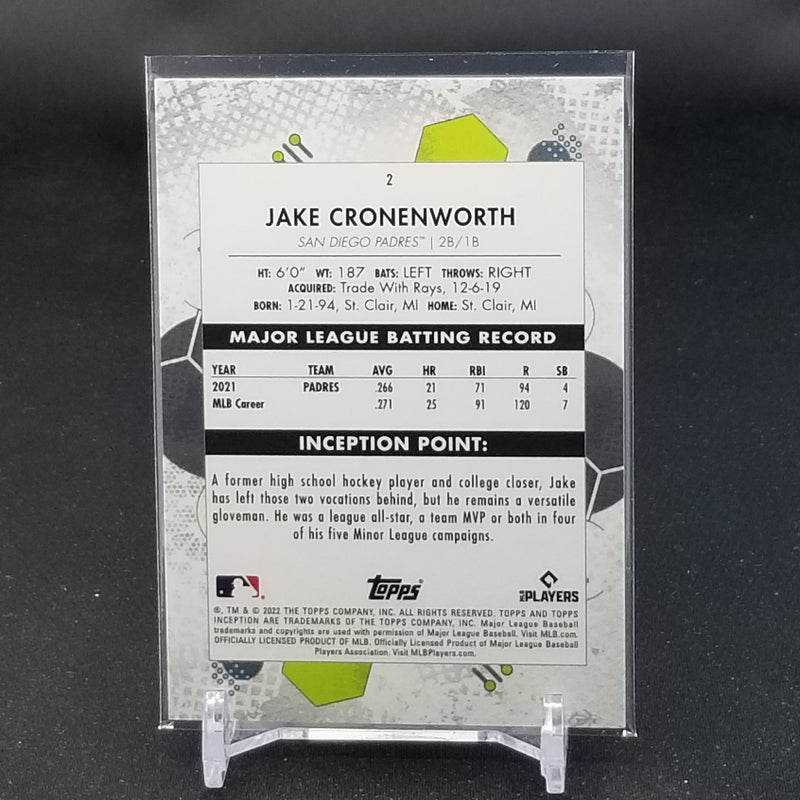 2
JAKE CRONENWORTH
SAN DIEGO PADRES™ | 2B/1B
HT: 6'0" WT: 187 BATS: LEFT THROWS: RIGHT
ACQUIRED: Trade With Rays, 12-6-19
BORN: 1-21-94, St. Clair, MI HOME: St. Clair, MI
MAJOR LEAGUE BATTING RECORD
YEAR TEAM AVG HR RBI R SB
2021 PADRES .266 21 71 94 4
MLB Career .271 25 91 120 7
INCEPTION POINT:
A former high school hockey player and college closer, Jake
has left those two vocations behind, but he remains a versatile
gloveman. He was a league all-star, a team MVP or both in four
of his five Minor League campaigns.
TOPPS MLB PLAYERS
®, TM & © 2022 THE TOPPS COMPANY, INC. ALL RIGHTS RESERVED. TOPPS AND TOPPS
INCEPTION ARE TRADEMARKS OF THE TOPPS COMPANY, INC. Major League Baseball
trademarks and copyrights are used with permission of Major League Baseball. Visit MLB.com.
OFFICIALLY LICENSED PRODUCT OF MLB. Officially Licensed Product of Major League Baseball
Players Association. Visit MLBPlayers.com.